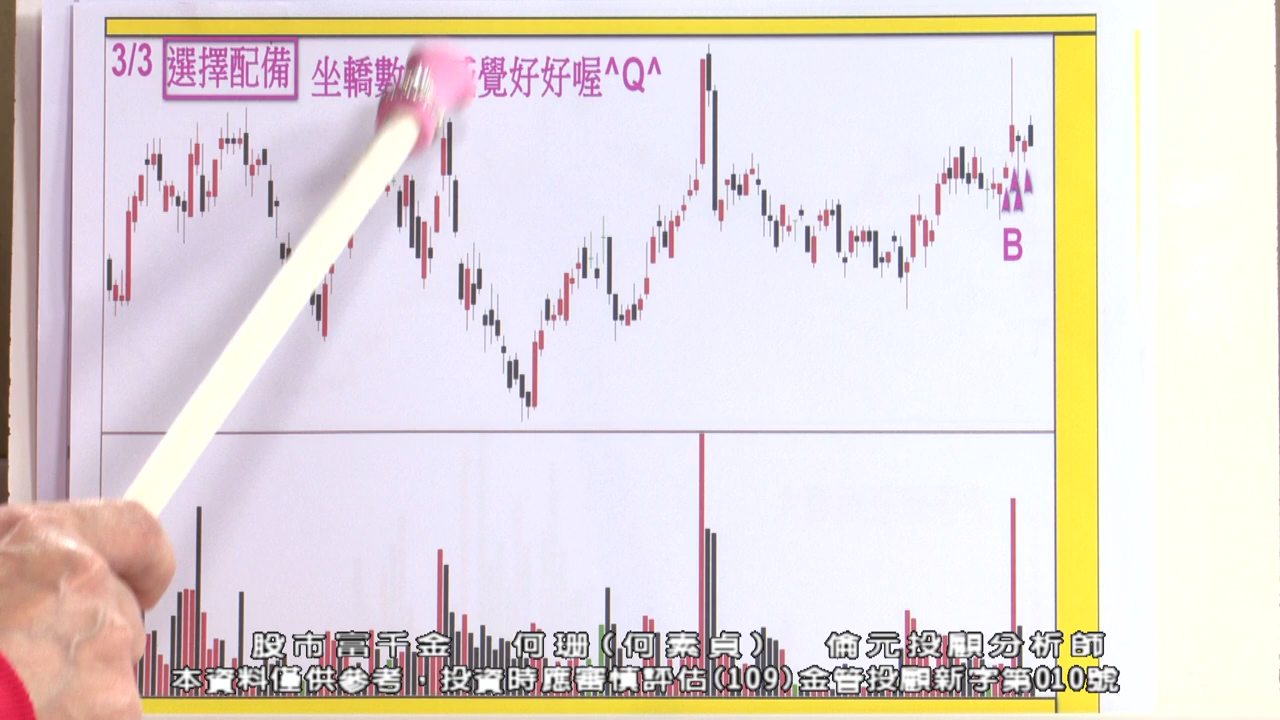 3/3 選擇配備 坐轎數 覺好好喔^Q^
B
股市富千金 何珊(何素貞) 倫元投顧分析師
本資料僅供參考,投資時應審慎評估(109)金管投顧新字第010號